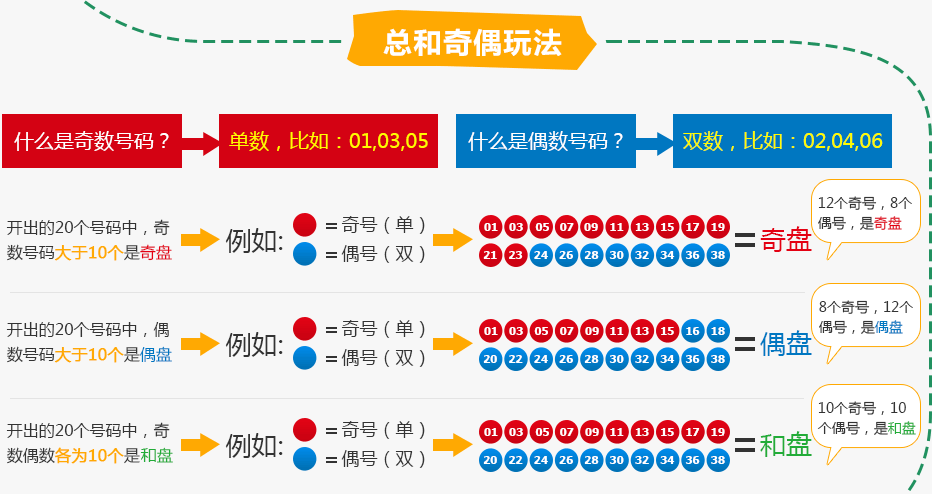 总和奇偶玩法
什么是奇数号码？
单数，比如：01,03,05
什么是偶数号码？
双数，比如：02,04,06
开出的20个号码中，奇
数号码大于10个是奇盘
例如:
=奇号（单）
=偶号（双）
01 03 05 07 09 11 13 15 17 19
21 23 24 26 28 30 32 34 36 38
=奇盘
12个奇号，8个
偶号，是奇盘
开出的20个号码中，偶
数号码大于10个是偶盘
例如:
=奇号（单）
=偶号（双）
01 03 05 07 09 11 13 15 16 18
20 22 24 26 28 30 32 34 36 38
=偶盘
8个奇号，12个
偶号，是偶盘
开出的20个号码中，奇
数偶数各为10个是和盘
例如:
=奇号（单）
=偶号（双）
01 03 05 07 09 11 13 15 17 19
20 22 24 26 28 30 32 34 36 38
=和盘
10个奇号，10
个偶号，是和盘